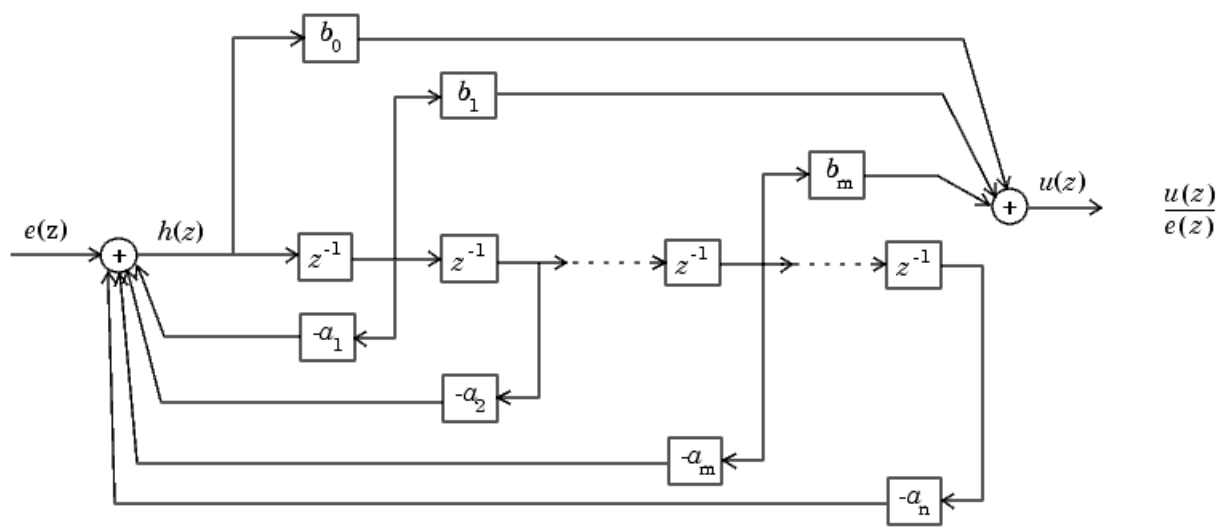 b₀
b₁
bₘ
u(z)
u(z)
e(z)
e(z)
+
h(z)
z⁻¹
z⁻¹
z⁻¹
z⁻¹
+
-a₁
-a₂
-aₘ
-aₙ